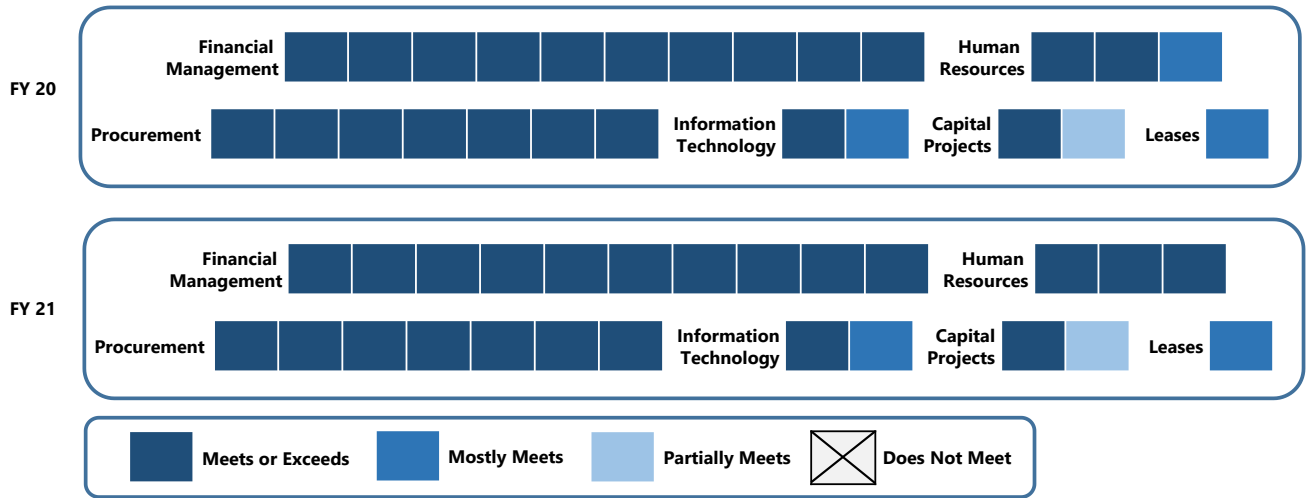 FY 20
Financial
Management
Human
Resources
Procurement
Information
Technology
Capital
Projects
Leases
FY 21
Financial
Management
Human
Resources
Procurement
Information
Technology
Capital
Projects
Leases
Meets or Exceeds
Mostly Meets
Partially Meets
Does Not Meet